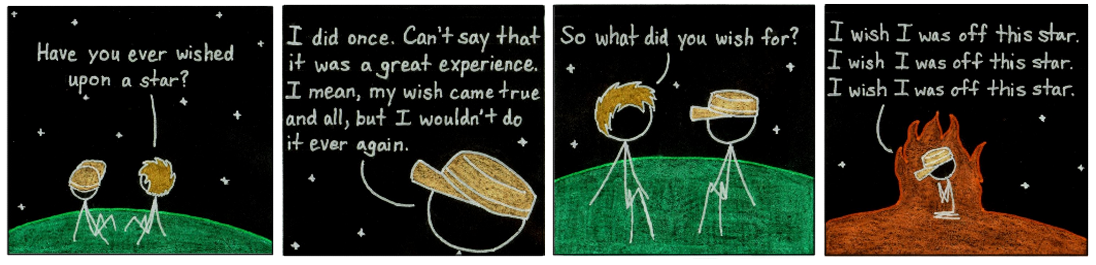 Have you ever wished
upon a star?
I did once. Can't say that
it was a great experience.
I mean, my wish came true
and all, but I wouldn't do
it ever again.
So what did you wish for?
I wish I was off this star.
I wish I was off this star.
I wish I was off this star.